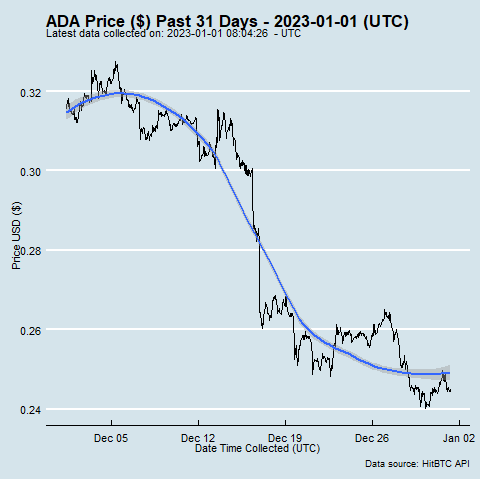 ADA Price ($) Past 31 Days - 2023-01-01 (UTC)
Latest data collected on: 2023-01-01 08:04:26 - UTC
0.32
0.30
0.28
0.26
0.24
Price USD ($)
Dec 05 Dec 12 Dec 19 Dec 26 Jan 02
Date Time Collected (UTC)
Data source: HitBTC API